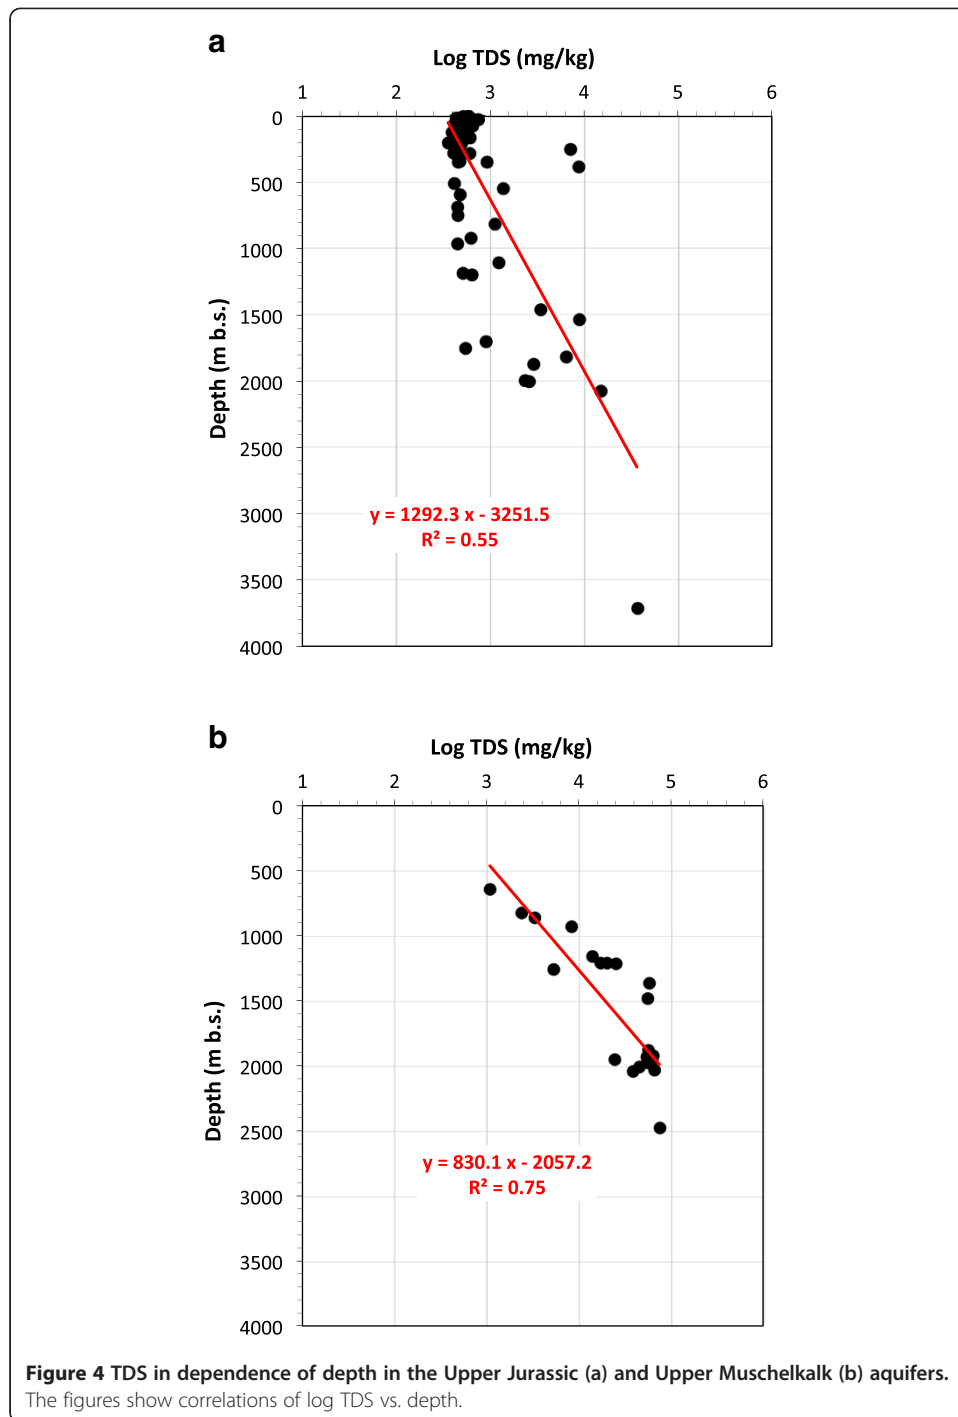 a
Log TDS (mg/kg)
1 2 3 4 5 6
0
500
1000
1500
2000
2500
3000
3500
4000
Depth (m b.s.)
y = 1292.3 x - 3251.5
R² = 0.55
b
Log TDS (mg/kg)
1 2 3 4 5 6
0
500
1000
1500
2000
2500
3000
3500
4000
Depth (m b.s.)
y = 830.1 x - 2057.2
R² = 0.75
Figure 4 TDS in dependence of depth in the Upper Jurassic (a) and Upper Muschelkalk (b) aquifers.
The figures show correlations of log TDS vs. depth.